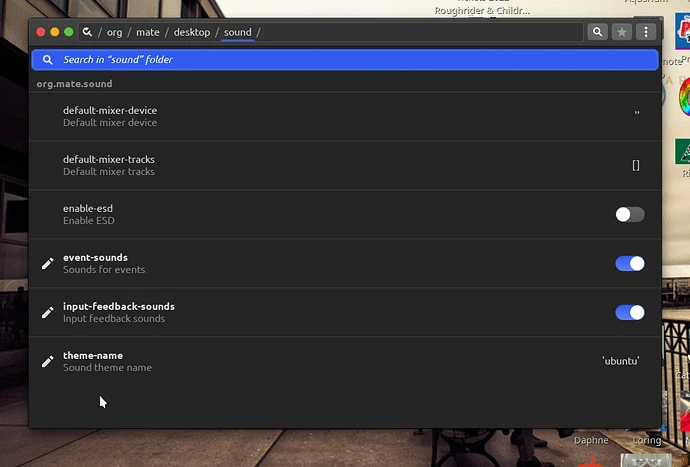 Roughrider & Childr...
/ org / mate / desktop / sound /
Search in “sound” folder
org.mate.sound
default-mixer-device
Default mixer device
''
default-mixer-tracks
Default mixer tracks
[]
enable-esd
Enable ESD
event-sounds
Sounds for events
input-feedback-sounds
Input feedback sounds
theme-name
Sound theme name
'ubuntu'
Daphne
Loring